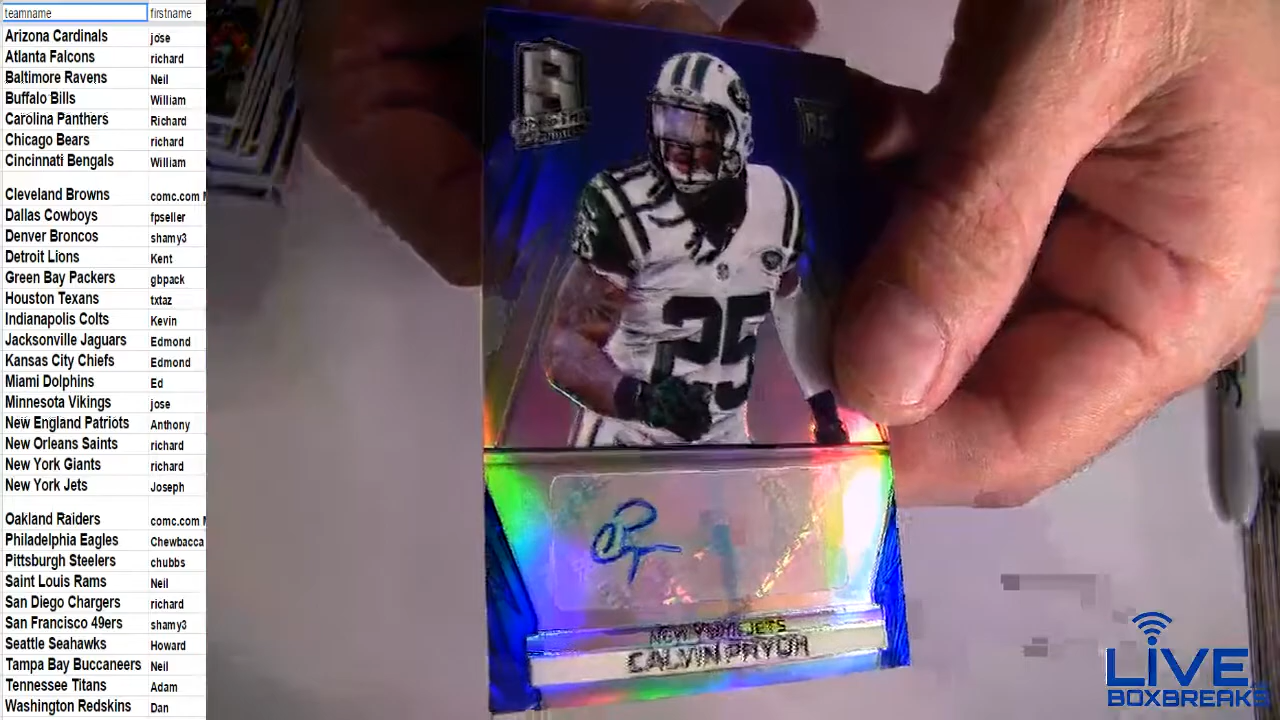 teamname firstname
Arizona Cardinals jose
Atlanta Falcons richard
Baltimore Ravens Neil
Buffalo Bills William
Carolina Panthers Richard
Chicago Bears richard
Cincinnati Bengals William
Cleveland Browns comc.com
Dallas Cowboys fpseller
Denver Broncos shamy3
Detroit Lions Kent
Green Bay Packers gbpack
Houston Texans txtaz
Indianapolis Colts Kevin
Jacksonville Jaguars Edmond
Kansas City Chiefs Edmond
Miami Dolphins Ed
Minnesota Vikings jose
New England Patriots Anthony
New Orleans Saints richard
New York Giants richard
New York Jets Joseph
Oakland Raiders comc.com
Philadelphia Eagles Chewbacca
Pittsburgh Steelers chubbs
Saint Louis Rams Neil
San Diego Chargers richard
San Francisco 49ers shamy3
Seattle Seahawks Howard
Tampa Bay Buccaneers Neil
Tennessee Titans Adam
Washington Redskins Dan
25
NEW YORK JETS
CALVIN PRYOR
LIVE
BOXBREAKS